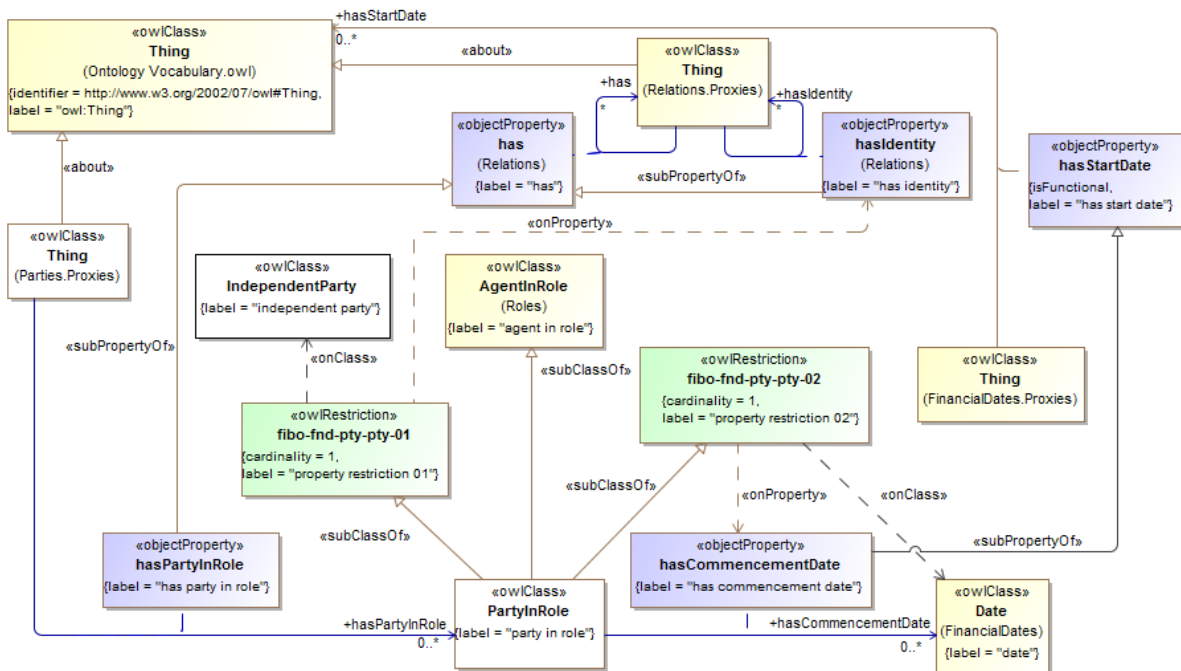 +hasStartDate
0..*
«owlClass»
Thing
(Ontology Vocabulary.owl)
{identifier = http://www.w3.org/2002/07/owl#Thing,
label = "owl:Thing"}
«about»
«owlClass»
Thing
(Relations.Proxies)
+has
*
+hasIdentity
*
«objectProperty»
has
(Relations)
{label = "has"}
«subPropertyOf»
«objectProperty»
hasIdentity
(Relations)
{label = "has identity"}
«objectProperty»
hasStartDate
{isFunctional,
label = "has start date"}
«about»
«onProperty»
«owlClass»
Thing
(Parties.Proxies)
«owlClass»
IndependentParty
{label = "independent party"}
«owlClass»
AgentInRole
(Roles)
{label = "agent in role"}
«subPropertyOf»
«onClass»
«subClassOf»
«owlRestriction»
fibo-fnd-pty-pty-02
{cardinality = 1,
label = "property restriction 02"}
«owlClass»
Thing
(FinancialDates.Proxies)
«owlRestriction»
fibo-fnd-pty-pty-01
{cardinality = 1,
label = "property restriction 01"}
«subClassOf»
«onProperty»
«onClass»
«subClassOf»
«objectProperty»
hasPartyInRole
{label = "has party in role"}
«objectProperty»
hasCommencementDate
{label = "has commencement date"}
«subPropertyOf»
«owlClass»
PartyInRole
{label = "party in role"}
+hasPartyInRole
0..*
+hasCommencementDate
0..*
«owlClass»
Date
(FinancialDates)
{label = "date"}